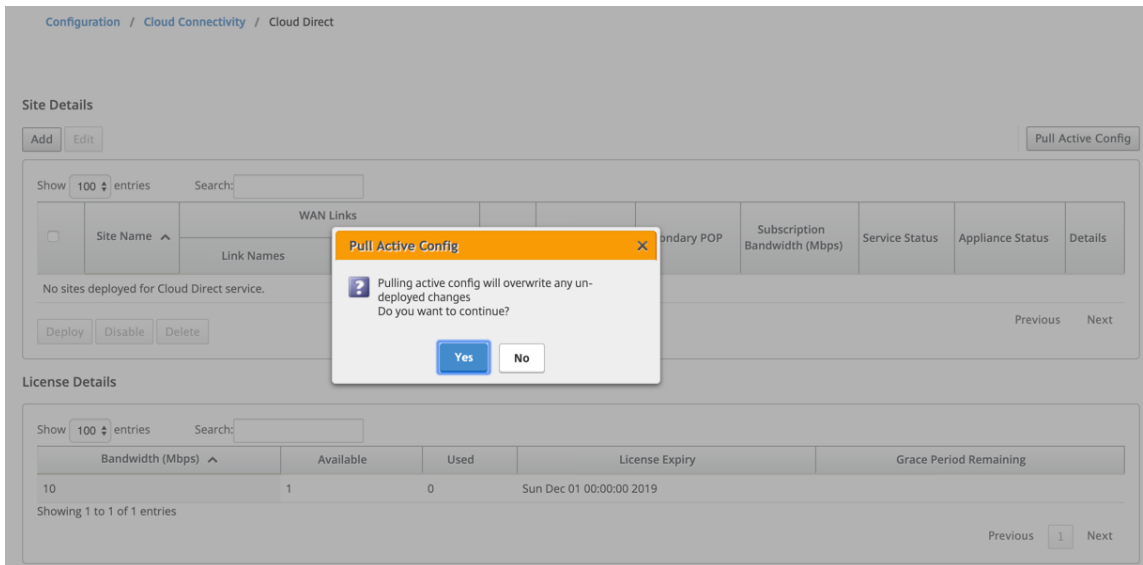 Configuration / Cloud Connectivity / Cloud Direct
Site Details
Add Edit Pull Active Config
Show 100 entries Search:
WAN Links
Site Name Link Names ondary POP Subscription Bandwidth (Mbps) Service Status Appliance Status Details
No sites deployed for Cloud Direct service.
Previous Next
Deploy Disable Delete
Pull Active Config
Pulling active config will overwrite any un-
deployed changes
Do you want to continue?
Yes No
License Details
Show 100 entries Search:
Bandwidth (Mbps) Available Used License Expiry Grace Period Remaining
10 1 0 Sun Dec 01 00:00:00 2019
Showing 1 to 1 of 1 entries
Previous 1 Next